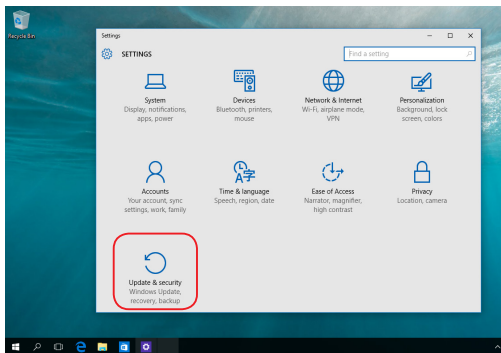 Recycle Bin
Settings
SETTINGS
Find a setting
System
Display, notifications,
apps, power
Devices
Bluetooth, printers,
mouse
Network & Internet
Wi-Fi, airplane mode,
VPN
Personalization
Background, lock
screen, colors
Accounts
Your account, sync
settings, work, family
Time & language
Speech, region, date
Ease of Access
Narrator, magnifier,
high contrast
Privacy
Location, camera
Update & security
Windows Update,
recovery, backup